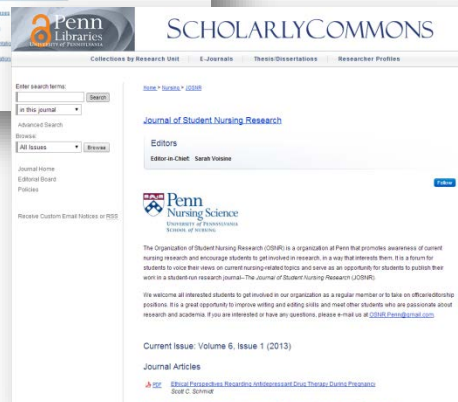 Penn
Libraries
UNIVERSITY OF PENNSYLVANIA
SCHOLARLYCOMMONS
Collections by Research Unit E-Journals Thesis/Dissertations Researcher Profiles
Enter search terms:
Search
in this journal
Advanced Search
Browse:
All Issues Browse
Journal Home
Editorial Board
Policies
Receive Custom Email Notices or RSS
Home > Nursing > JOSNR
Journal of Student Nursing Research
Editors
Editor-in-Chief: Sarah Voisine
Follow
Penn
Nursing Science
UNIVERSITY OF PENNSYLVANIA
SCHOOL OF NURSING
The Organization of Student Nursing Research (OSNR) is a organization at Penn that promotes awareness of current
nursing research and encourage students to get involved in research, in a way that interests them. It is a forum for
students to voice their views on current nursing-related topics and serve as an opportunity for students to publish their
work in a student-run research journal--The Journal of Student Nursing Research (JOSNR).
We welcome all interested students to get involved in our organization as a regular member or to take on officer/editorship
positions. It is a great opportunity to improve writing and editing skills and meet other students who are passionate about
research and academia. If you are interested or have any questions, please e-mail us at OSNR.Penn@gmail.com.
Current Issue: Volume 6, Issue 1 (2013)
Journal Articles
PDF Ethical Perspectives Regarding Antidepressant Drug Therapy During Pregnancy
Scott C. Schmidt